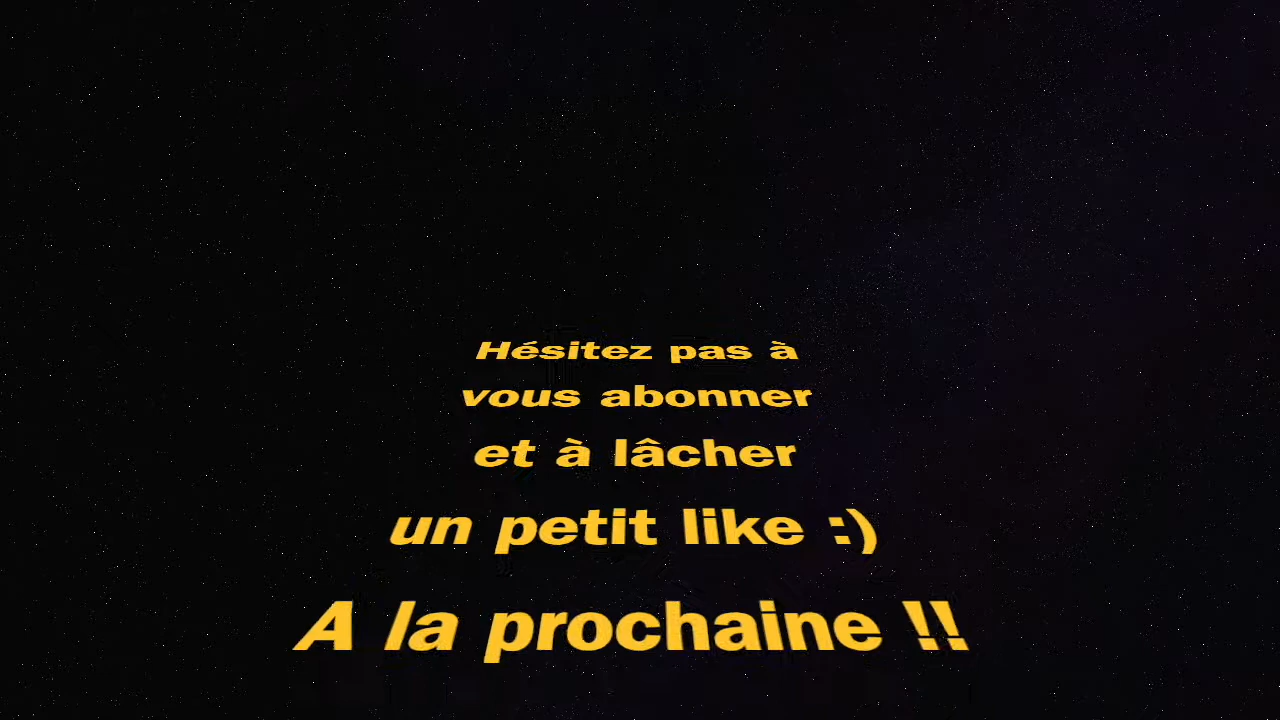 Hésitez pas à
vous abonner
et à lâcher
un petit like :)
A la prochaine !!